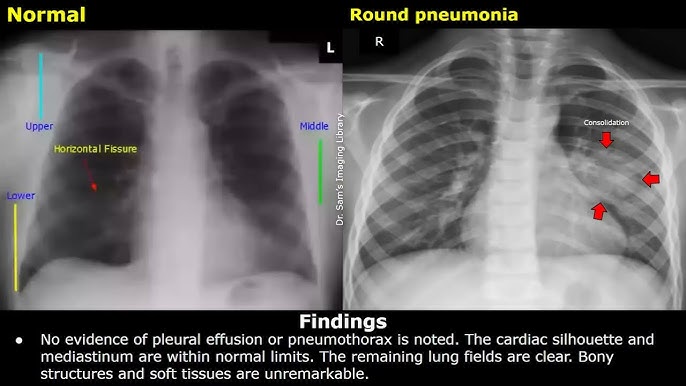 Normal
Round pneumonia
L
R
Upper
Middle
Horizontal Fissure
Lower
Consolidation
Dr. Sam's Imaging Library
Findings
● No evidence of pleural effusion or pneumothorax is noted. The cardiac silhouette and
mediastinum are within normal limits. The remaining lung fields are clear. Bony
structures and soft tissues are unremarkable.